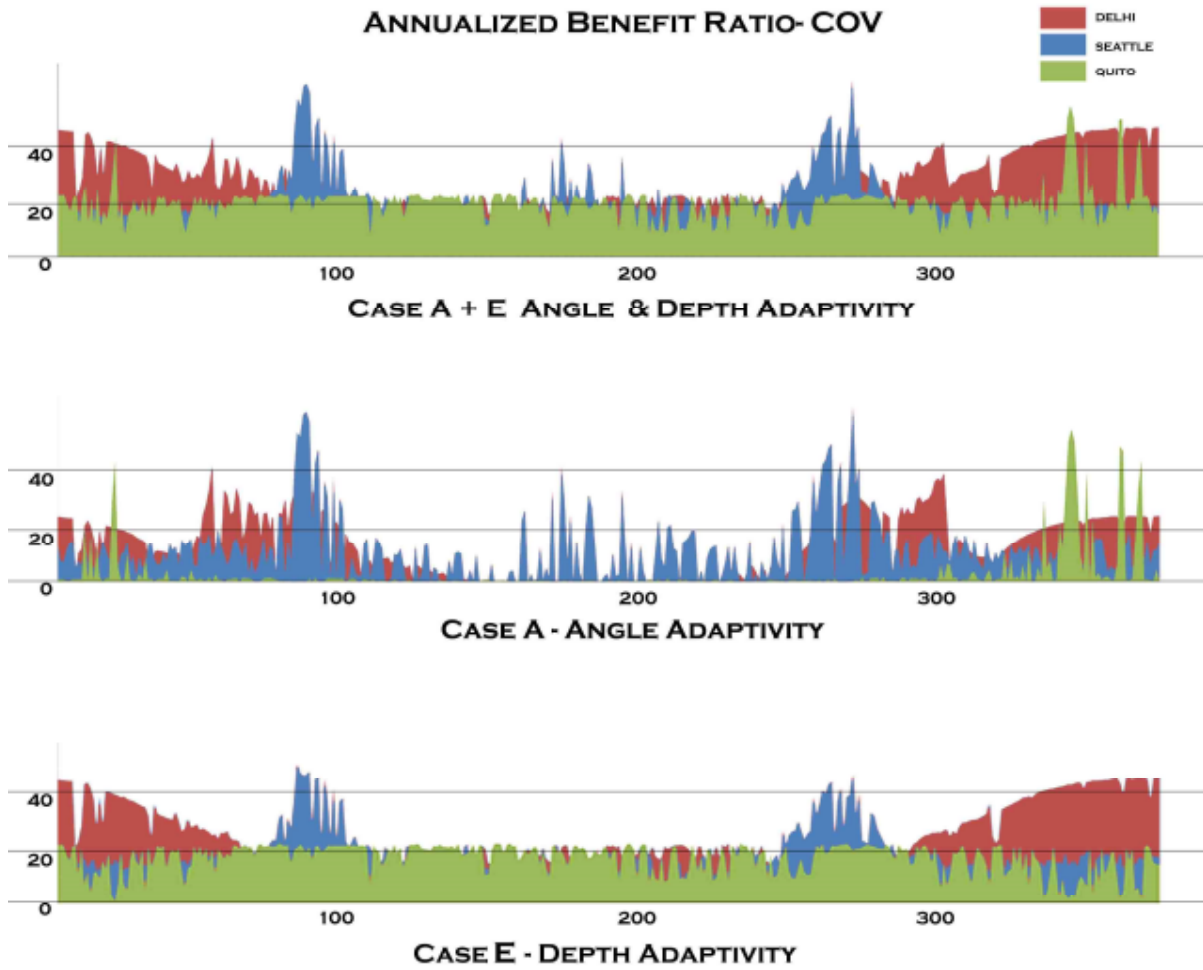 ANNUALIZED BENEFIT RATIO- COV
DELHI
SEATTLE
QUITO
40
20
0
100 200 300
CASE A + E ANGLE & DEPTH ADAPTIVITY
40
20
0
100 200 300
CASE A - ANGLE ADAPTIVITY
40
20
0
100 200 300
CASE E - DEPTH ADAPTIVITY